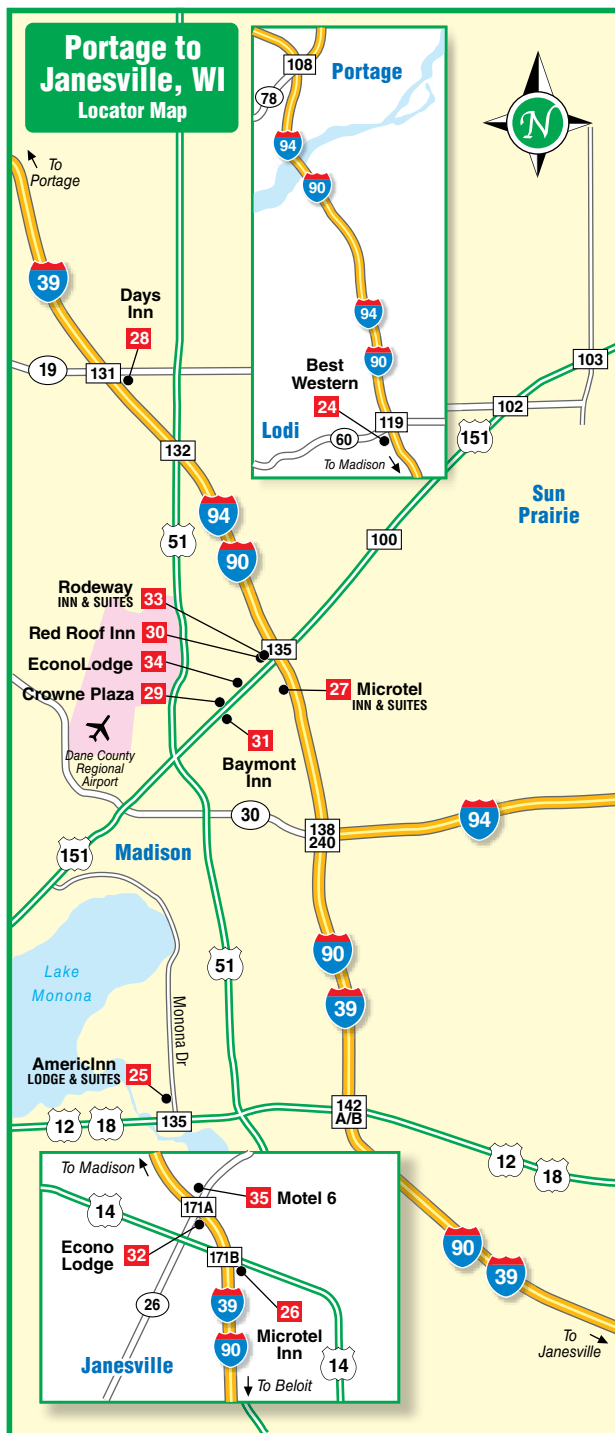 Portage to
Janesville, WI
Locator Map
108
Portage
78
N
94
90
To
Portage
39
94
90
Days
Inn
28
Best
Western
24
19
131
119
103
102
151
Lodi
60
To Madison
132
Sun
Prairie
94
51
90
100
Rodeway
INN & SUITES
33
Red Roof Inn 30
135
EconoLodge 34
Crowne Plaza 29
27 Microtel
INN & SUITES
31
Baymont
Inn
Dane County
Regional
Airport
30
138
240
94
151
Madison
90
51
39
Lake
Monona
Monona Dr
AmericInn
LODGE & SUITES
25
12
18
135
142
A/B
12
18
To Madison
35 Motel 6
14
171A
Econo
Lodge
32
171B
26
39
26
Microtel
Inn
90
Janesville
14
To Beloit
90
39
To
Janesville